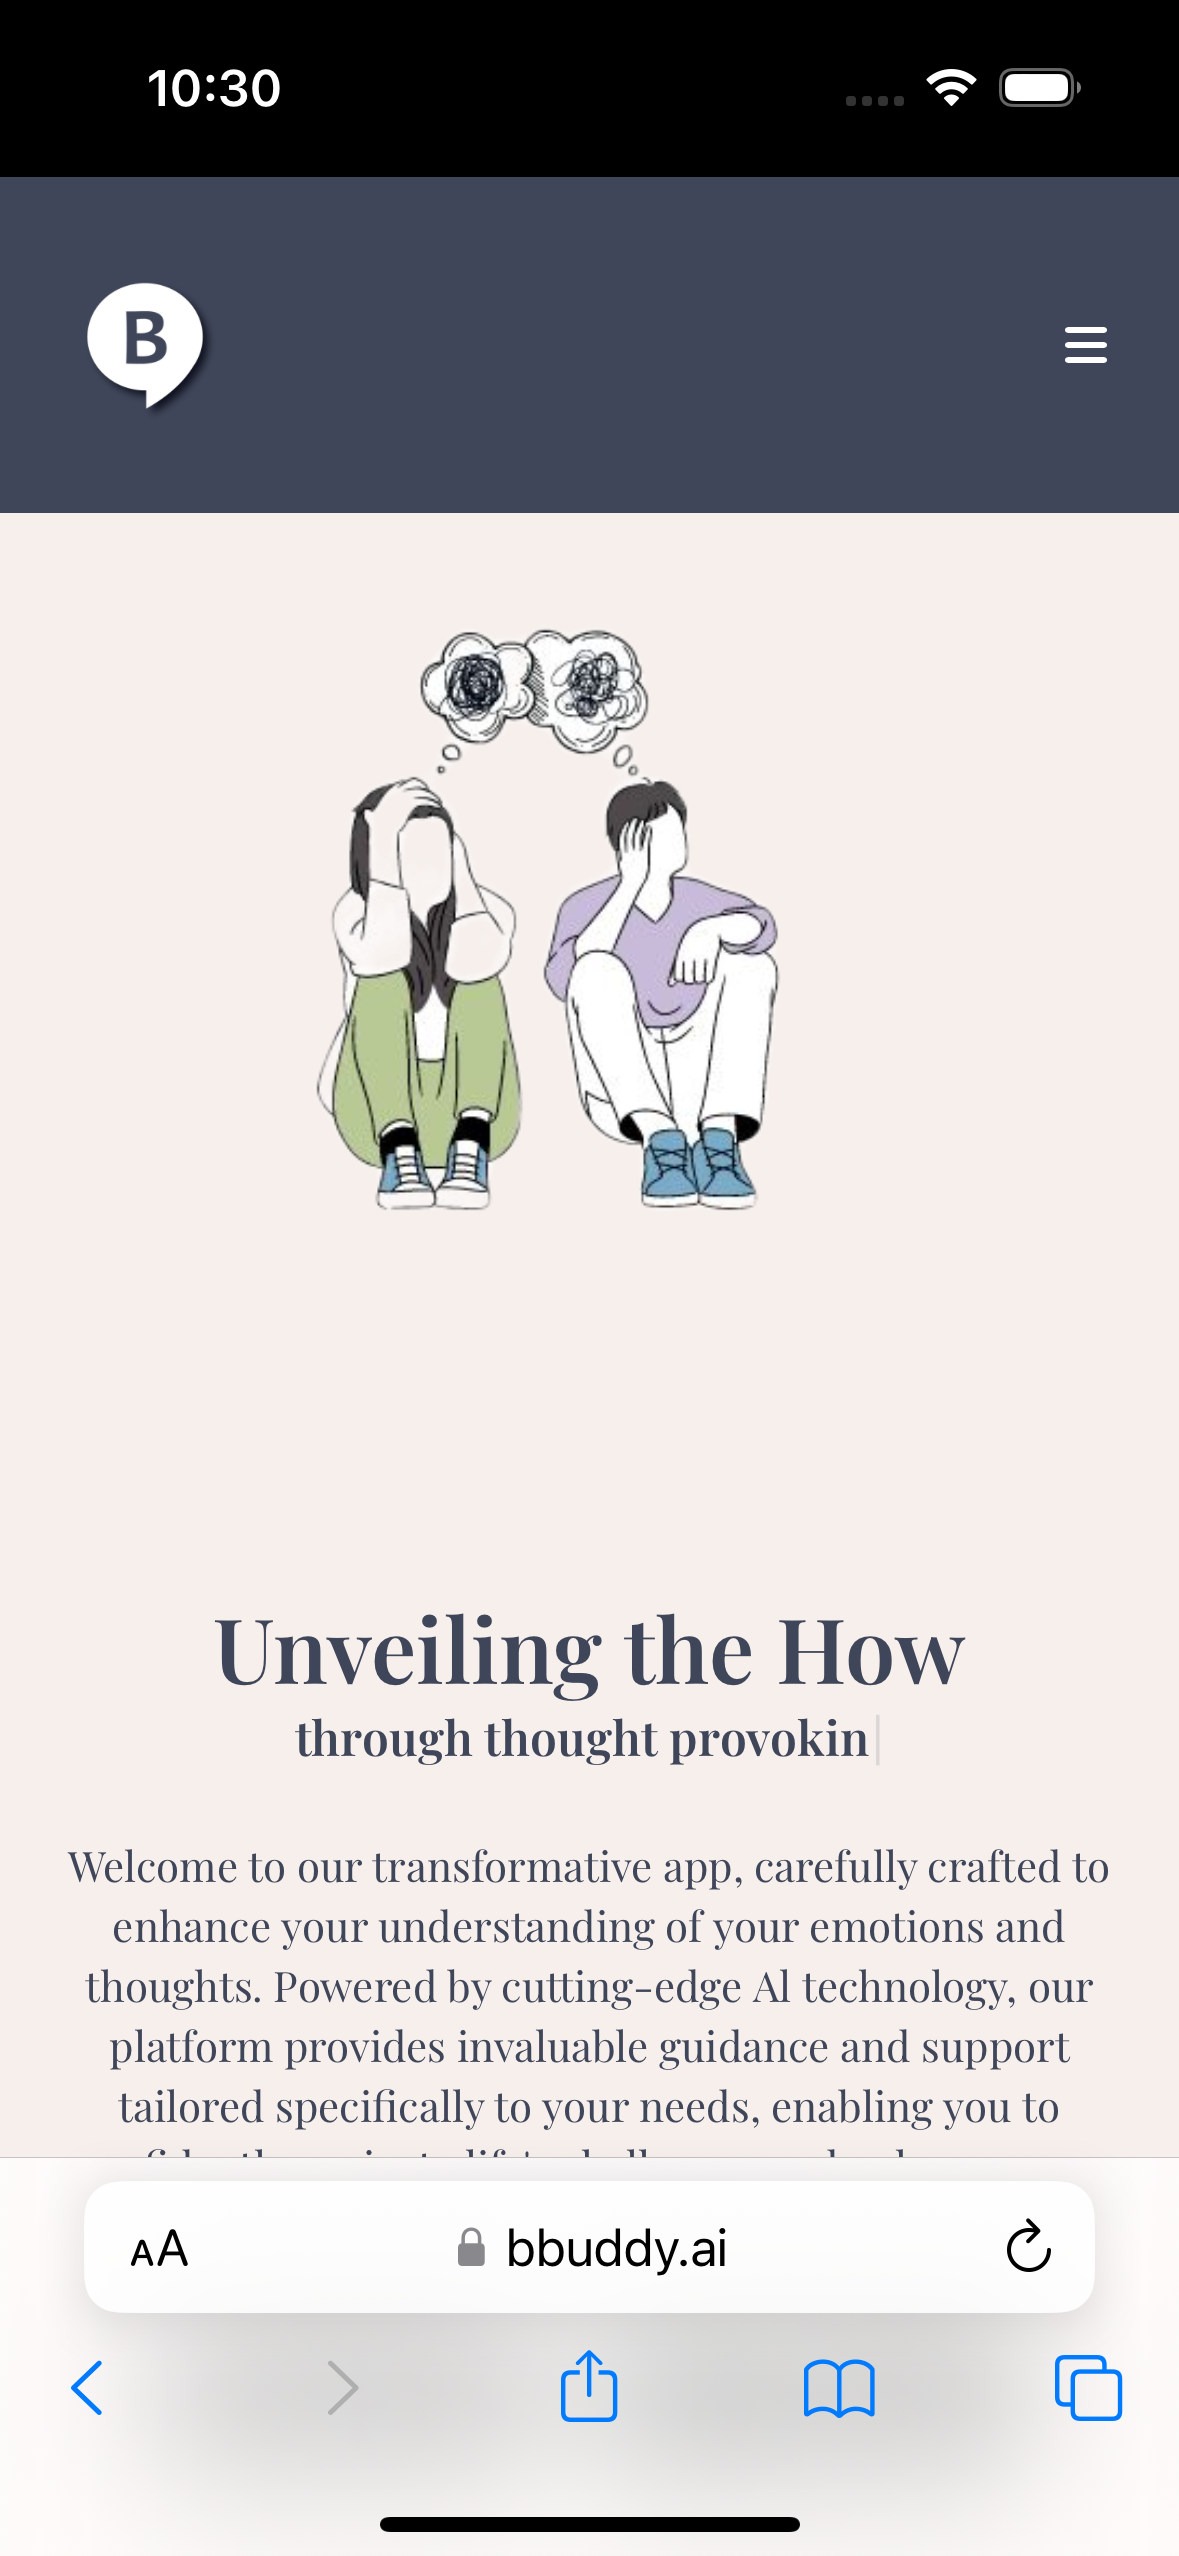 10:30
B
Unveiling the How
through thought provokin
Welcome to our transformative app, carefully crafted to
enhance your understanding of your emotions and
thoughts. Powered by cutting-edge AI technology, our
platform provides invaluable guidance and support
tailored specifically to your needs, enabling you to
AA
bbuddy.ai